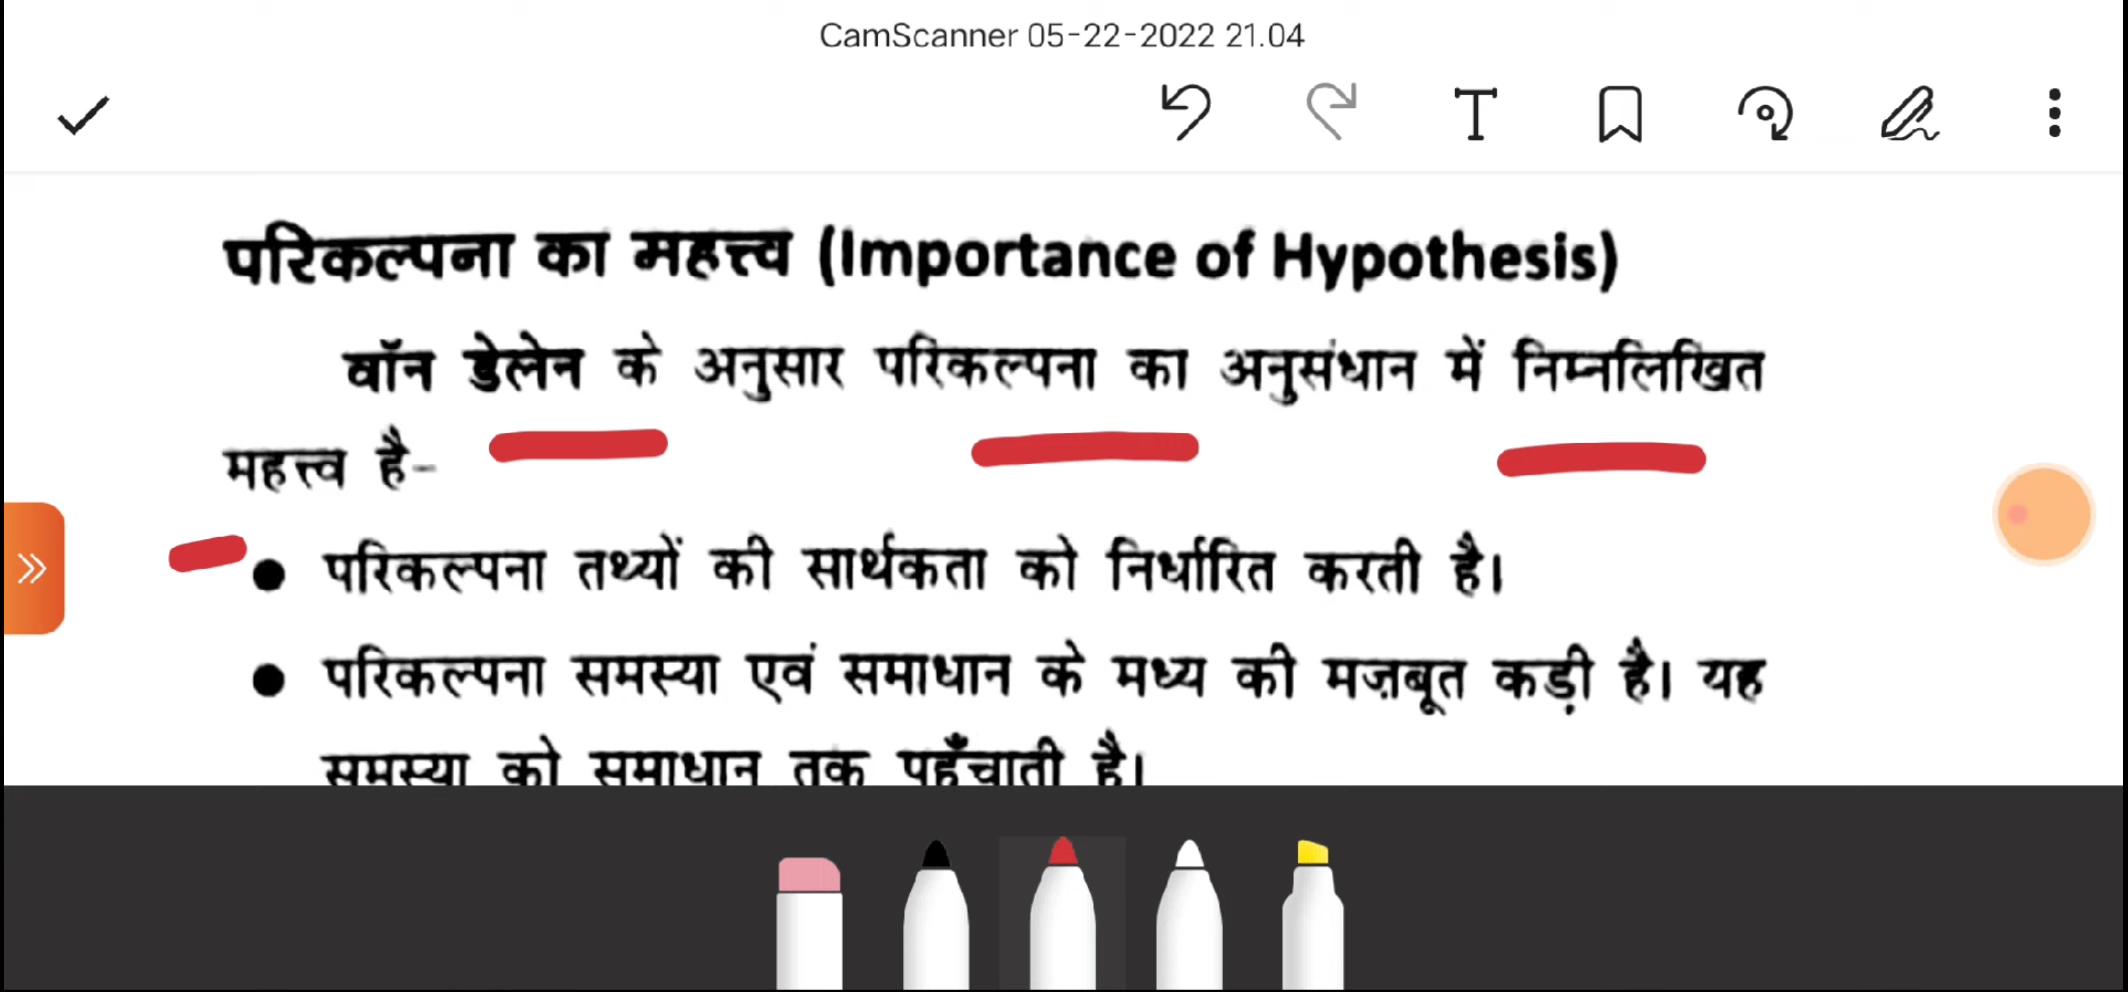 CamScanner 05-22-2022 21.04
परिकल्पना का महत्त्व (Importance of Hypothesis)
वॉन डेलेन के अनुसार परिकल्पना का अनुसंधान में निम्नलिखित
महत्त्व है-
● परिकल्पना तथ्यों की सार्थकता को निर्धारित करती है।
● परिकल्पना समस्या एवं समाधान के मध्य की मज़बूत कड़ी है। यह
समस्या को समाधान तक पहुँचाती है।